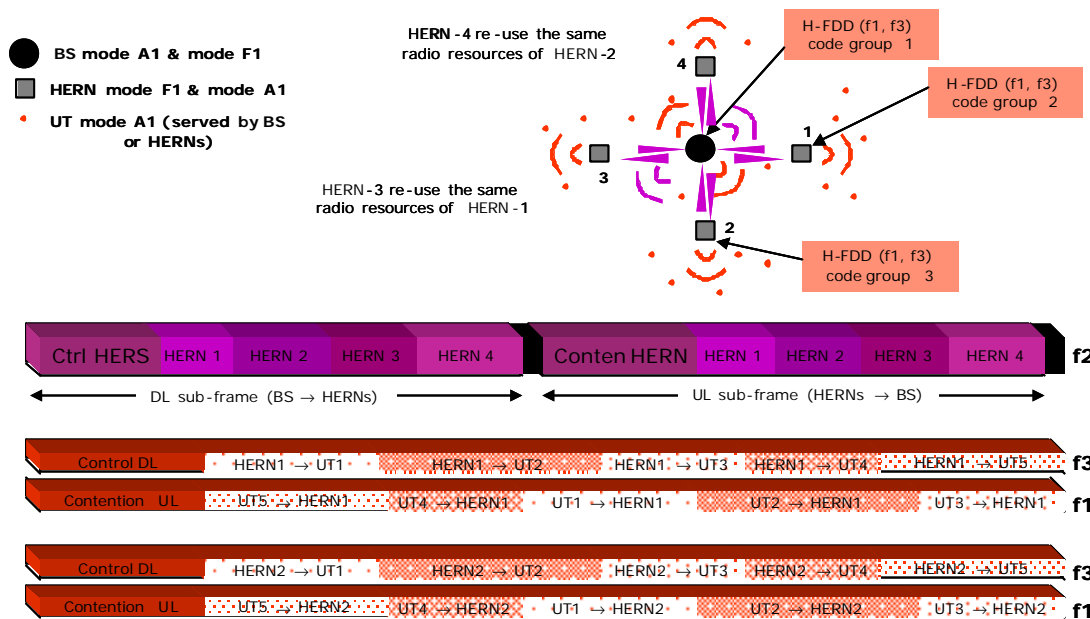 HERN-4 re-use the same
radio resources of HERN-2
H-FDD (f1, f3)
code group 1
BS mode A1 & mode F1
HERN mode F1 & mode A1
UT mode A1 (served by BS
or HERNs)
4
H-FDD (f1, f3)
code group 2
1
3
HERN-3 re-use the same
radio resources of HERN-1
2
H-FDD (f1, f3)
code group 3
Ctrl HERS HERN 1 HERN 2 HERN 3 HERN 4 Conten HERN HERN 1 HERN 2 HERN 3 HERN 4 f2
DL sub-frame (BS → HERNs) UL sub-frame (HERNs → BS)
Control DL HERN1 → UT1 HERN1 → UT2 HERN1 → UT3 HERN1 → UT4 HERN1 → UT5 f3
Contention UL UT5 → HERN1 UT4 → HERN1 UT1 → HERN1 UT2 → HERN1 UT3 → HERN1 f1
Control DL HERN2 → UT1 HERN2 → UT2 HERN2 → UT3 HERN2 → UT4 HERN2 → UT5 f3
Contention UL UT5 → HERN2 UT4 → HERN2 UT1 → HERN2 UT2 → HERN2 UT3 → HERN2 f1